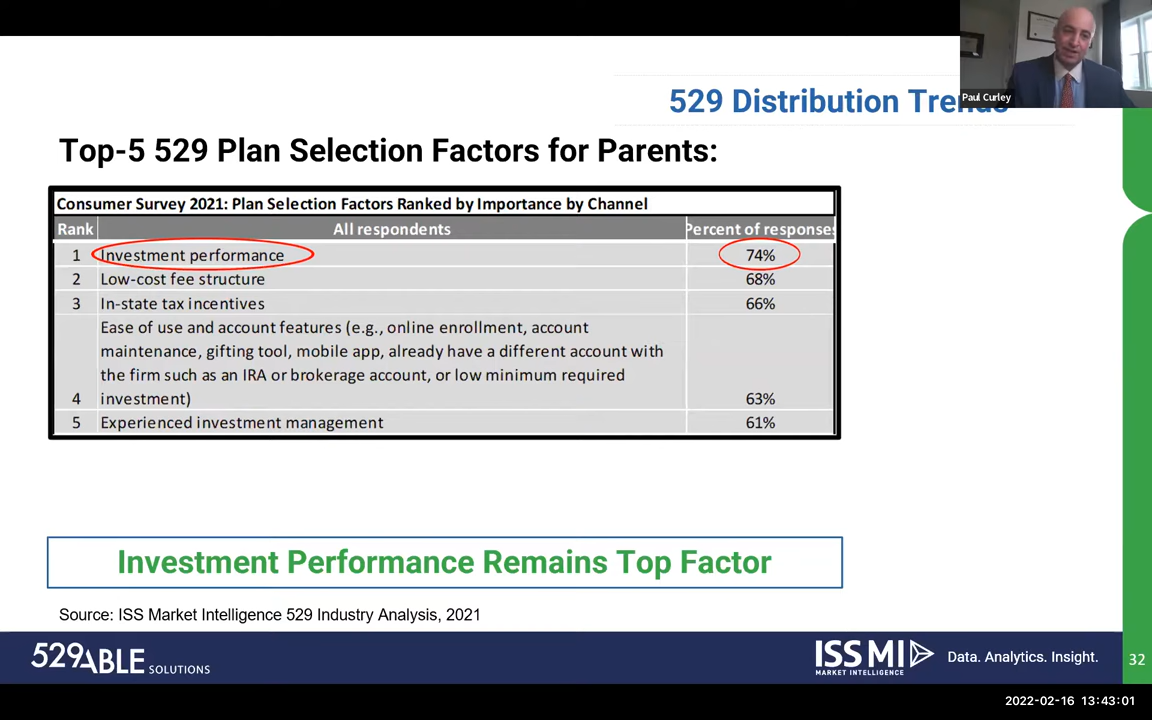 529 Distribution Trends
Paul Curley
Top-5 529 Plan Selection Factors for Parents:
Consumer Survey 2021: Plan Selection Factors Ranked by Importance by Channel
Rank All respondents Percent of responses
1 Investment performance 74%
2 Low-cost fee structure 68%
3 In-state tax incentives 66%
Ease of use and account features (e.g., online enrollment, account
maintenance, gifting tool, mobile app, already have a different account with
the firm such as an IRA or brokerage account, or low minimum required
4 investment) 63%
5 Experienced investment management 61%
Investment Performance Remains Top Factor
Source: ISS Market Intelligence 529 Industry Analysis, 2021
529 ABLE SOLUTIONS
ISS MI Data. Analytics. Insight. 32
MARKET INTELLIGENCE
2022-02-16 13:43:01